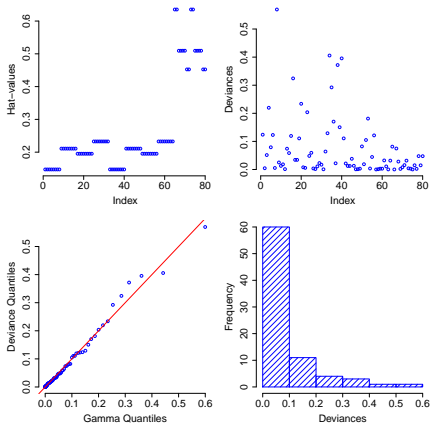 Hat−values
0.2 0.3 0.4 0.5 0.6
0 20 40 60 80
Index
Deviances
0.0 0.1 0.2 0.3 0.4 0.5
0 20 40 60 80
Index
Deviance Quantiles
0.0 0.1 0.2 0.3 0.4 0.5
0.0 0.1 0.2 0.3 0.4 0.5 0.6
Gamma Quantiles
Frequency
0 10 20 30 40 50 60
0.0 0.1 0.2 0.3 0.4 0.5 0.6
Deviances